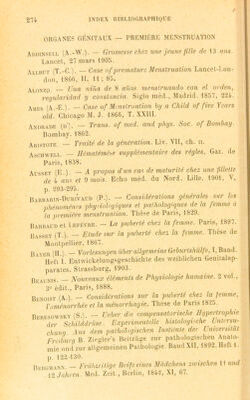 274 INDEX BIBLIOGRAPHIQUE
ORGANES GÉNITAUX — PREMIÈRE MENSTRUATION
(A.-W.). — Grossesse chez une jeune fille de 13 ans.
Lancet, 27 mars 1905.
ALLBUT (T.-C.). — Case of premature Menstruation Lancet-Lon-
don, 1866, II, 11; 85.
ALONZO. — Una niña de 8 años menstruando con el orden,
regularidad y constancia. Siglo med., Madrid, 1857, 224.
AMES (A.-E.). — Case of Menstruation by a Child of five Years
old. Chicago M. J. 1866, T. XXIII.
ANDRADE — Trans. of med. and phys. Soc. of Bombay.
Bombay, 1862.
ARISTOTE. — Traité de la génération. Liv. VII, ch. II.
ASCHWELL. — Hématémèse supplémentaire des règles. Gaz. de
Paris, 1838.
AUSSET (E.). — A propos d'un cas de maturité chez une fillette
de 4 ans et 9 mois. Echo méd. du Nord. Lille, 1901, V,
p. 293-295.
BARBARIN-DURIVAUD (P.). — Considérations générales sur les
phénomènes physiologiques et pathologiques de la femme à
la première menstruation. Thèse de Paris, 1829.
BARBAUD et LEFEVRE. — La puberté chez la femme. Paris, 1897.
BASSET (T.). — Etude sur la puberté chez la femme. Thèse de
Montpellier, 1867.
BAYER (H.). — Vorlesungen über allgemeine Geburtshülfe, I, Band.
Heft I. Entwickelungsgeschichte des weiblichen Genitalap-
parates, Strassburg, 1903.
BEAUNIS. — Nouveaux éléments de Physiologie humaine. 2 vol.,
3e édit., Paris, 1888.
BENOIST (A.). — Considérations sur la puberté chez la femme,
l'aménorrhée et la ménorrhagie. Thèse de Paris 1875.
BERESOWSKY (S.). — Ueber die compensatorische Hypertrophie
der Schilddrüse. Experimentelle histologische Untersu-
chung. Aus dem pathologischen Institute der Universität
Freiburg B. Ziegler's Beiträge zur pathologischen Anato-
mie und zur allgemeinen Pathologie. Band XII, 1892. Heft 1
p. 122-130.
BERGMANN. — Frühzeitige Reife eines Mädchens zwischen 11 und
12 Jahren. Med. Zeit., Berlin, 1842, XI, 67.